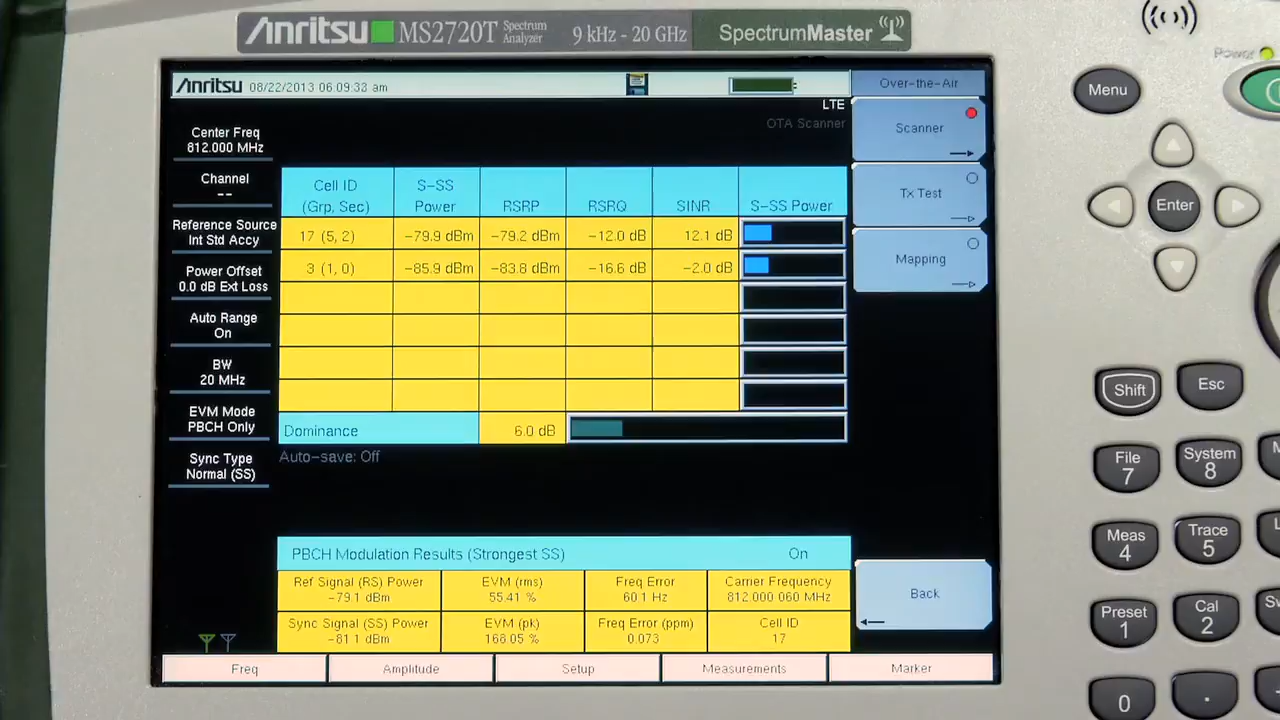 Anritsu MS2720T Spectrum Analyzer 9 kHz - 20 GHz SpectrumMaster
Power
Anritsu 08/22/2013 06:09:33 am
Over-the-Air
LTE
OTA Scanner
Center Freq
812.000 MHz
Channel
--
Reference Source
Int Std Accy
Power Offset
0.0 dB Ext Loss
Auto Range
On
BW
20 MHz
EVM Mode
PBCH Only
Sync Type
Normal (SS)
Cell ID (Grp, Sec) S-SS Power RSRP RSRQ SINR S-SS Power
17 (5, 2) -79.9 dBm -79.2 dBm -12.0 dB 12.1 dB
3 (1, 0) -85.9 dBm -83.8 dBm -16.6 dB -2.0 dB
Dominance 6.0 dB
Auto-save: Off
PBCH Modulation Results (Strongest SS) On
Ref Signal (RS) Power EVM (rms) Freq Error Carrier Frequency
-79.1 dBm 55.41 % 60.1 Hz 812.000 060 MHz
Sync Signal (SS) Power EVM (pk) Freq Error (ppm) Cell ID
-81.1 dBm 166.05 % 0.073 17
Scanner
Tx Test
Mapping
Back
Freq Amplitude Setup Measurements Marker
Menu
Enter
Shift Esc
File 7 System 8
Meas 4 Trace 5
Preset 1 Cal 2
0 .